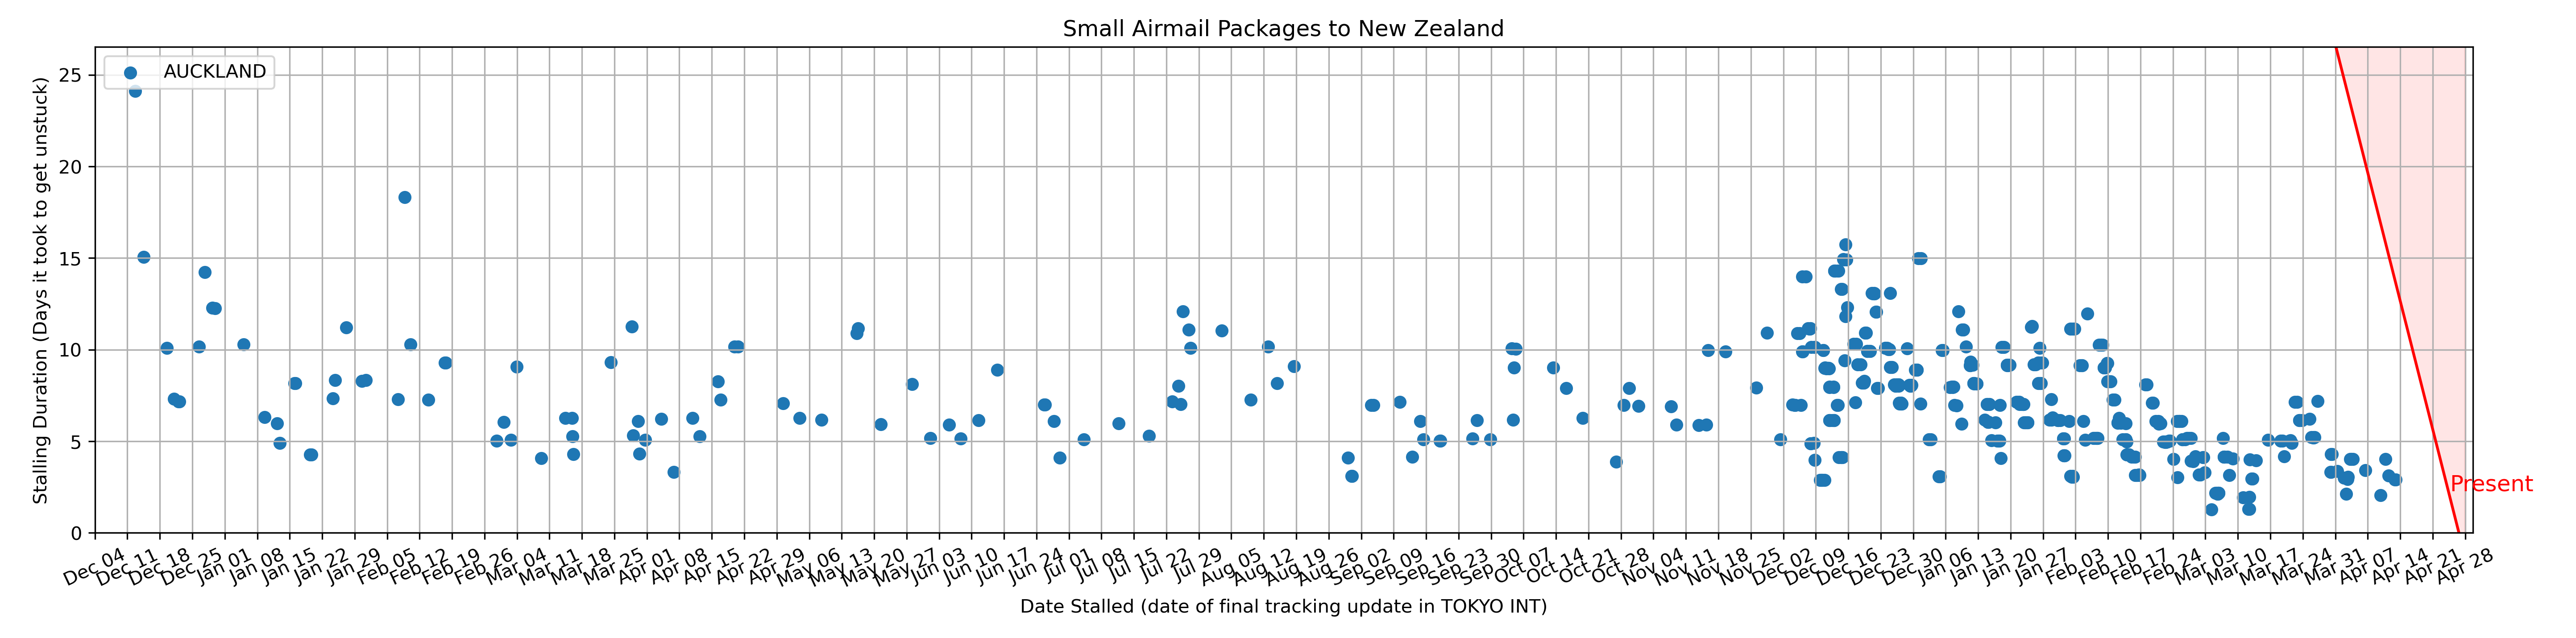 Small Airmail Packages to New Zealand
AUCKLAND
Stalling Duration (Days it took to get unstuck)
25
20
15
10
5
0
Present
Dec 04
Dec 11
Dec 18
Dec 25
Jan 01
Jan 08
Jan 15
Jan 22
Jan 29
Feb 05
Feb 12
Feb 19
Feb 26
Mar 04
Mar 11
Mar 18
Mar 25
Apr 01
Apr 08
Apr 15
Apr 22
Apr 29
May 06
May 13
May 20
May 27
Jun 03
Jun 10
Jun 17
Jun 24
Jul 01
Jul 08
Jul 15
Jul 22
Jul 29
Aug 05
Aug 12
Aug 19
Aug 26
Sep 02
Sep 09
Sep 16
Sep 23
Sep 30
Oct 07
Oct 14
Oct 21
Oct 28
Nov 04
Nov 11
Nov 18
Nov 25
Dec 02
Dec 09
Dec 16
Dec 23
Dec 30
Jan 06
Jan 13
Jan 20
Jan 27
Feb 03
Feb 10
Feb 17
Feb 24
Mar 03
Mar 10
Mar 17
Mar 24
Mar 31
Apr 07
Apr 14
Apr 21
Apr 28
Date Stalled (date of final tracking update in TOKYO INT)